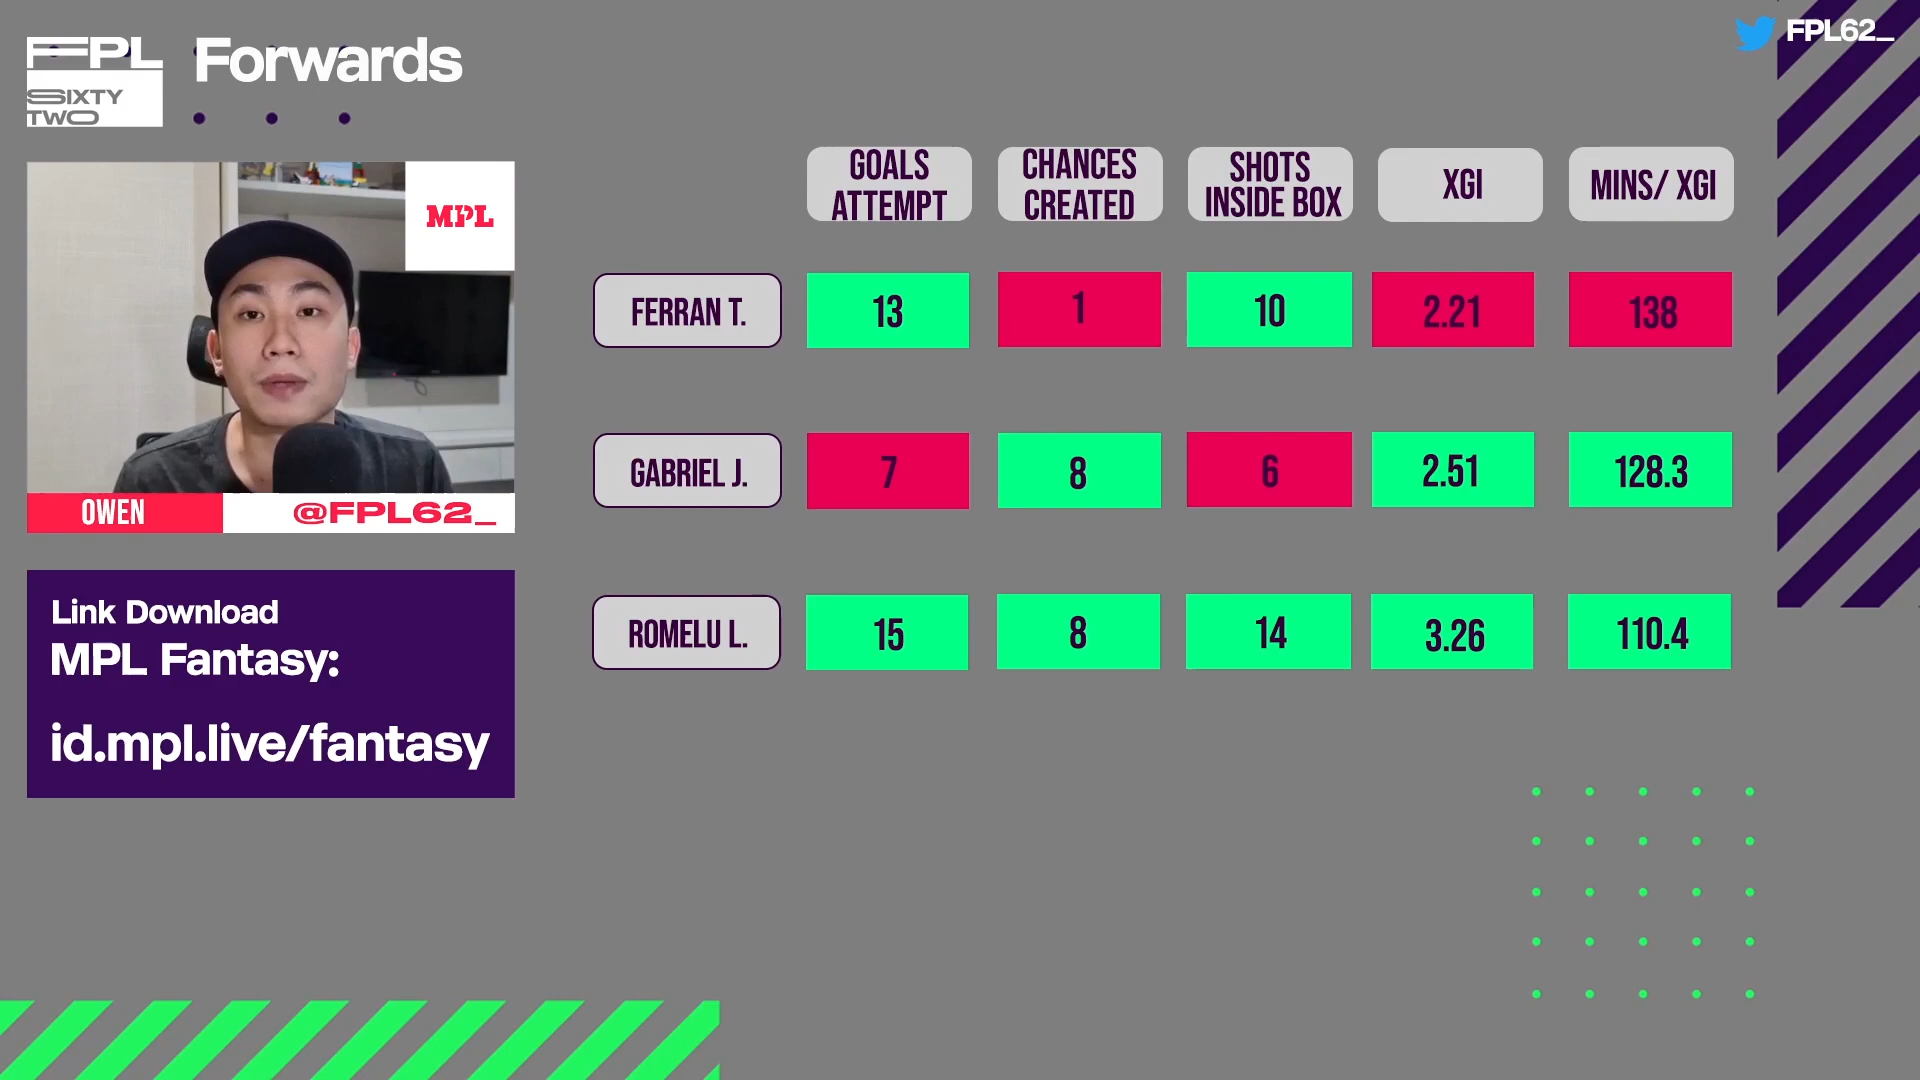 FPL
SIXTY
TWO
Forwards
FPL62_
MPL
OWEN
@FPL62_
Link Download
MPL Fantasy:
id.mpl.live/fantasy
GOALS
ATTEMPT
CHANCES
CREATED
SHOTS
INSIDE BOX
XGI
MINS/ XGI
FERRAN T.
13
1
10
2.21
138
GABRIEL J.
7
8
6
2.51
128.3
ROMELU L.
15
8
14
3.26
110.4